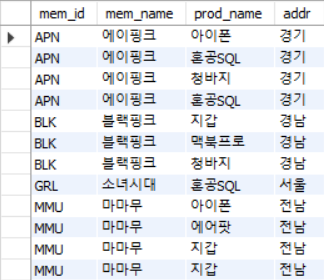 mem_id mem_name prod_name addr
APN 에이핑크 아이폰 경기
APN 에이핑크 혼공SQL 경기
APN 에이핑크 청바지 경기
APN 에이핑크 혼공SQL 경기
BLK 블랙핑크 지갑 경남
BLK 블랙핑크 맥북프로 경남
BLK 블랙핑크 청바지 경남
GRL 소녀시대 혼공SQL 서울
MMU 마마무 아이폰 전남
MMU 마마무 에어팟 전남
MMU 마마무 지갑 전남
MMU 마마무 지갑 전남